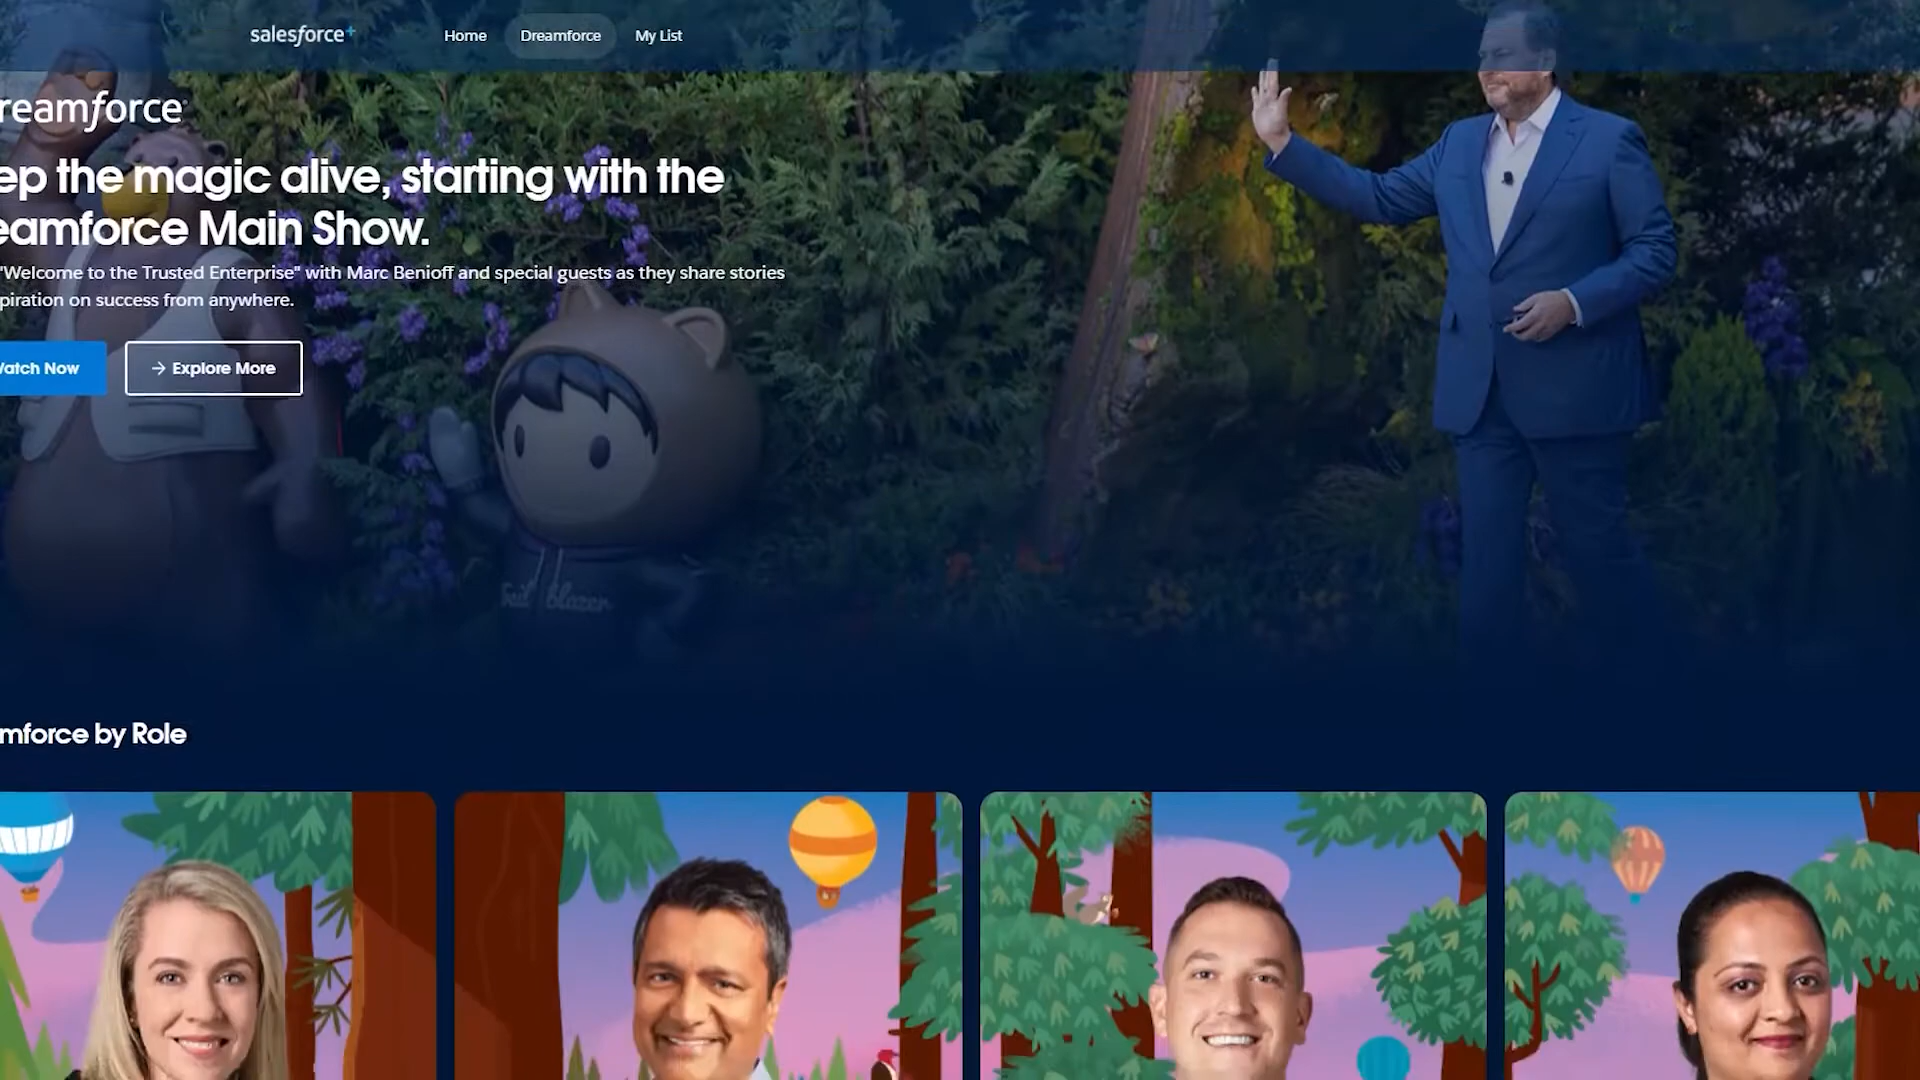 salesforce+
Home
Dreamforce
My List
reamforce
ep the magic alive, starting with the
eamforce Main Show.
"Welcome to the Trusted Enterprise" with Marc Benioff and special guests as they share stories
piration on success from anywhere.
Watch Now
→ Explore More
Trailblazer
mforce by Role